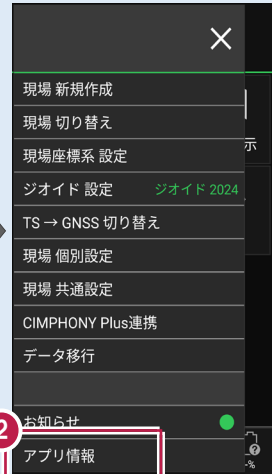 現場 新規作成
現場 切り替え
現場座標系 設定
ジオイド 設定 ジオイド 2024
TS → GNSS 切り替え
現場 個別設定
現場 共通設定
CIMPHONY Plus連携
データ移行
お知らせ
2
アプリ情報
示
-%